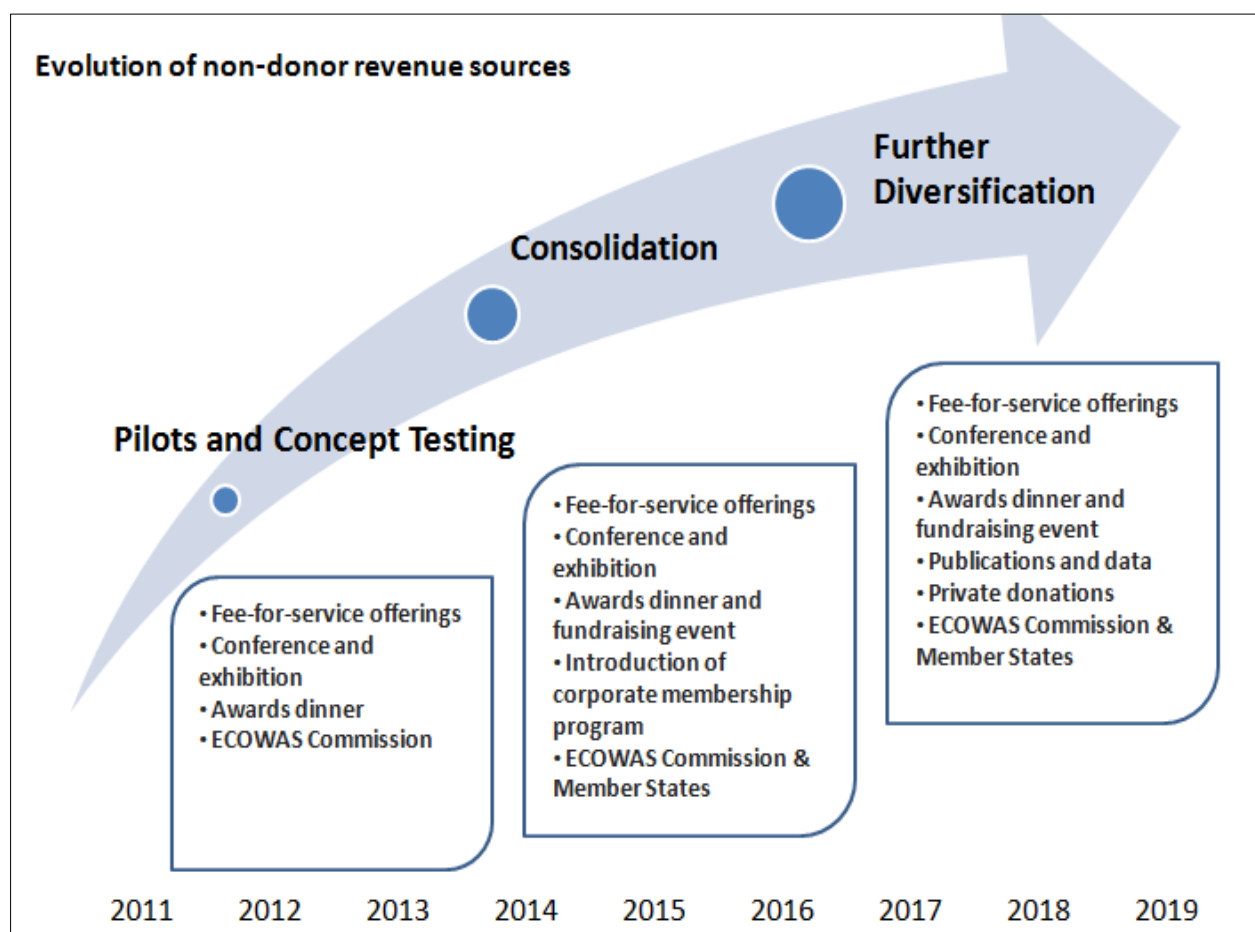 Evolution of non-donor revenue sources
Further
Diversification
Consolidation
Pilots and Concept Testing
• Fee-for-service offerings
• Conference and
exhibition
• Awards dinner
• ECOWAS Commission
• Fee-for-service offerings
• Conference and
exhibition
• Awards dinner and
fundraising event
• Introduction of
corporate membership
program
• ECOWAS Commission &
Member States
• Fee-for-service offerings
• Conference and
exhibition
• Awards dinner and
fundraising event
• Publications and data
• Private donations
• ECOWAS Commission &
Member States
2011 2012 2013 2014 2015 2016 2017 2018 2019